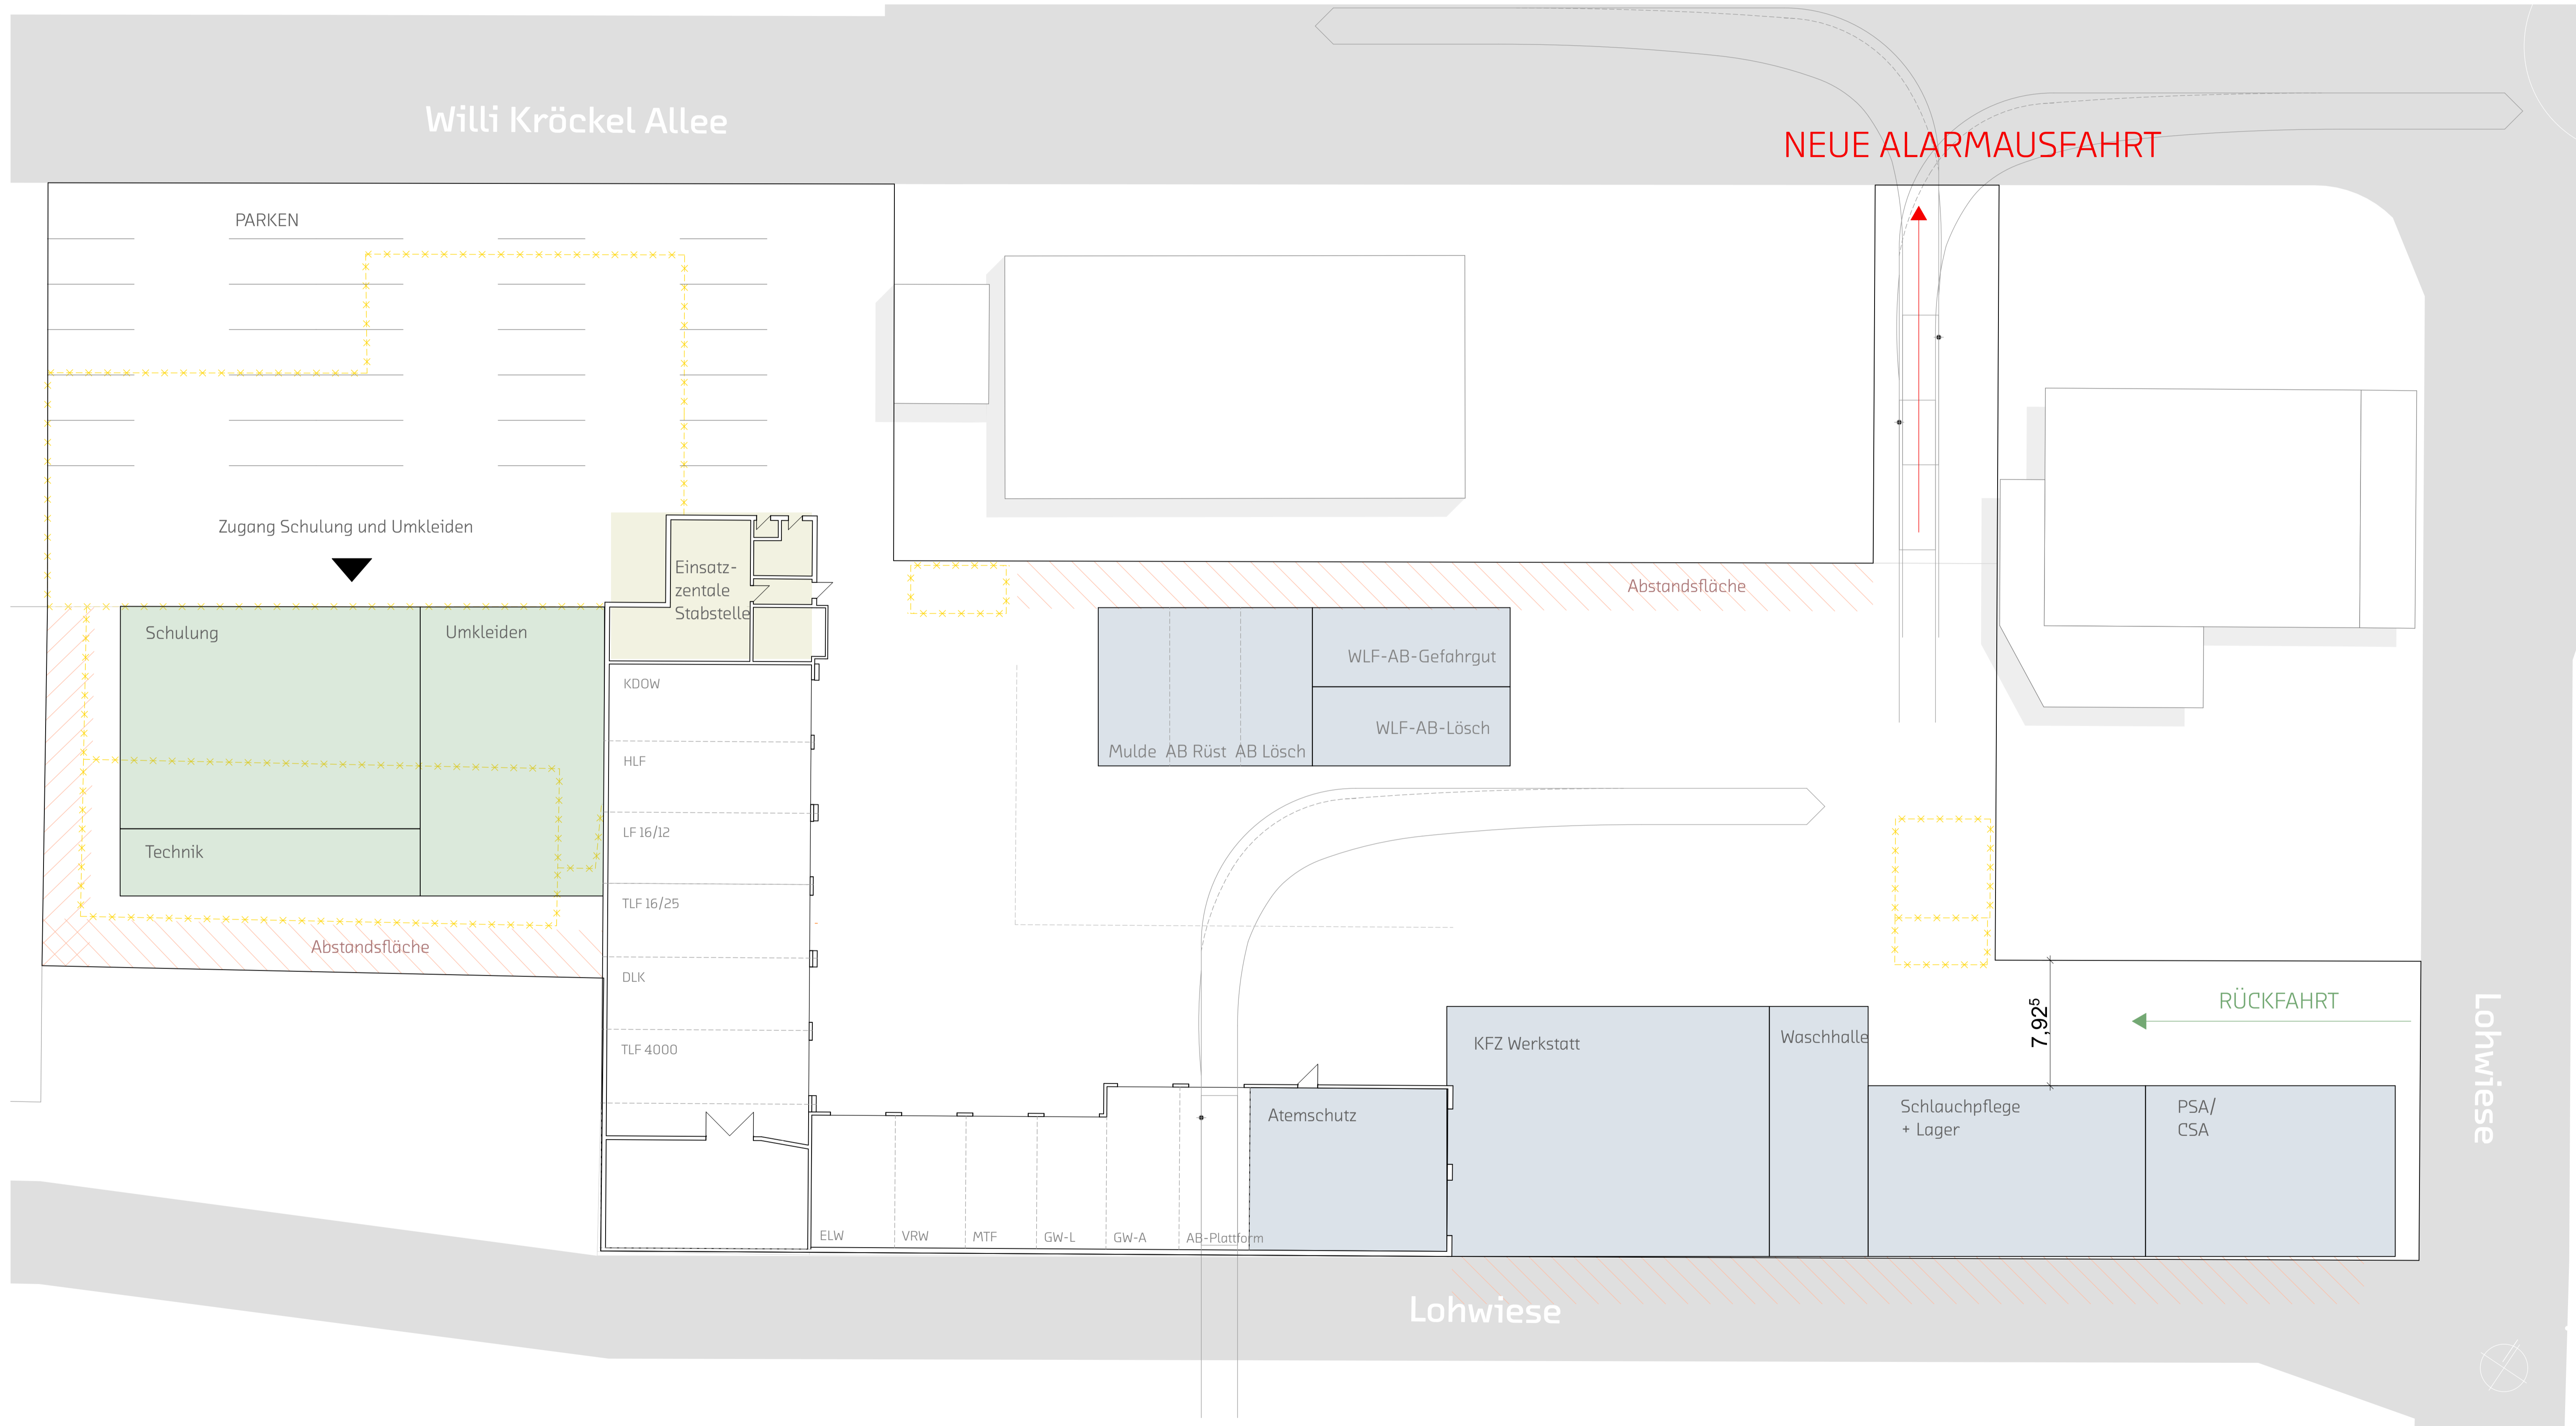 Willi Kröckel Allee
NEUE ALARMAUSFAHRT
PARKEN
Zugang Schulung und Umkleiden
Einsatz-
zentale
Stabstelle
Abstandsfläche
Schulung
Umkleiden
Technik
Abstandsfläche
KDOW
HLF
LF 16/12
TLF 16/25
DLK
TLF 4000
WLF-AB-Gefahrgut
WLF-AB-Lösch
Mulde AB Rüst AB Lösch
RÜCKFAHRT
7,92⁵
KFZ Werkstatt
Waschhalle
Atemschutz
Schlauchpflege
+ Lager
PSA/
CSA
ELW
VRW
MTF
GW-L
GW-A
AB-Plattform
Lohwiese
Lohwiese